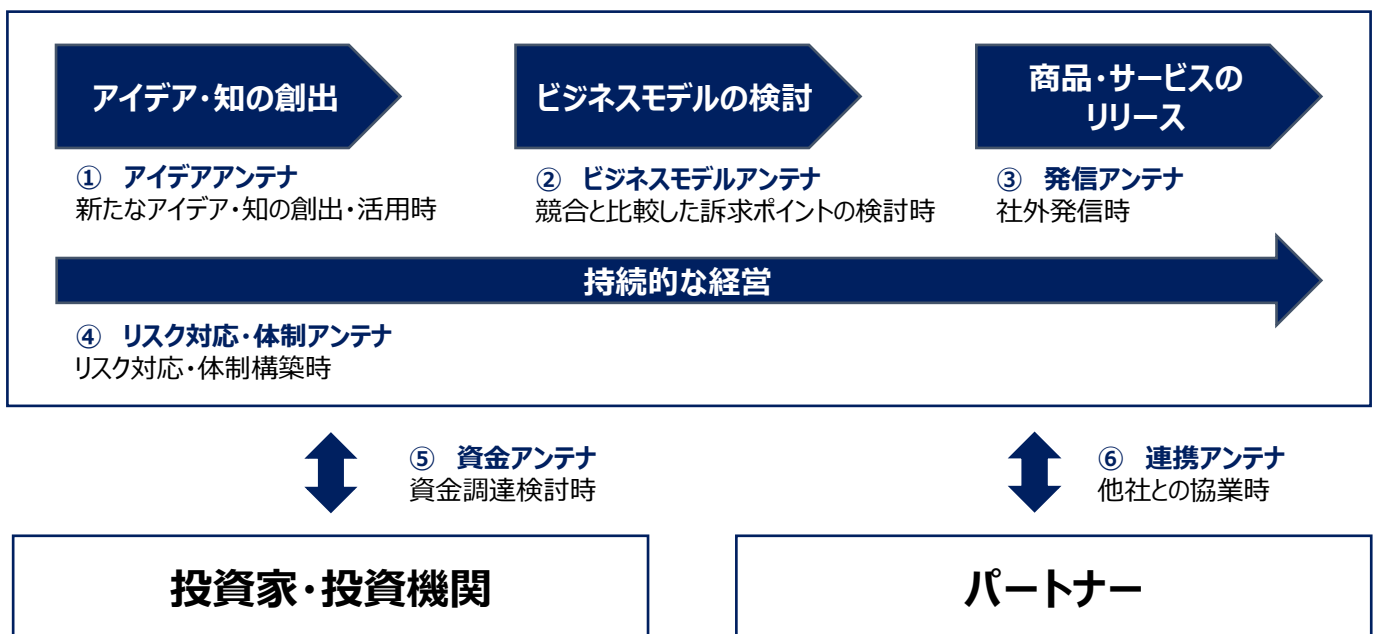 アイデア・知の創出
ビジネスモデルの検討
商品・サービスの
リリース
① アイデアアンテナ
新たなアイデア・知の創出・活用時
② ビジネスモデルアンテナ
競合と比較した訴求ポイントの検討時
③ 発信アンテナ
社外発信時
持続的な経営
④ リスク対応・体制アンテナ
リスク対応・体制構築時
⑤ 資金アンテナ
資金調達検討時
⑥ 連携アンテナ
他社との協業時
投資家・投資機関
パートナー